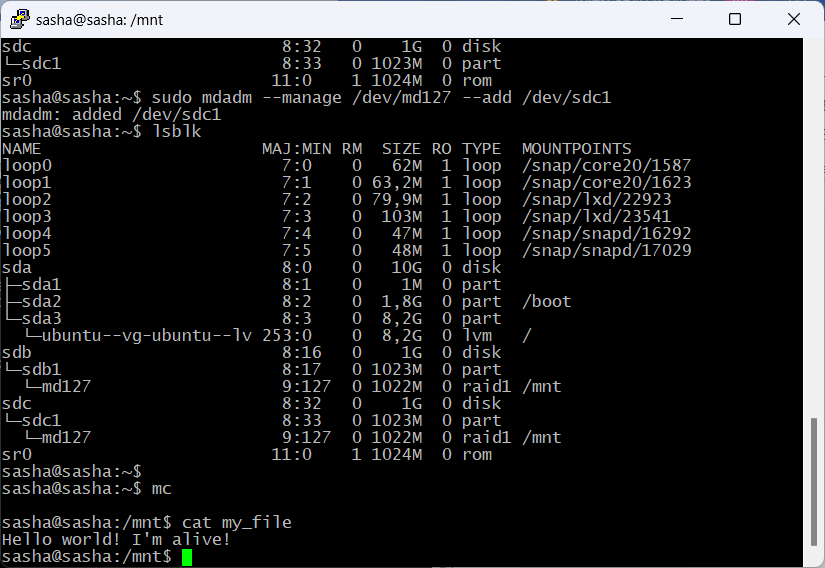 sasha@sasha: /mnt
sdc                         8:32   0    1G  0 disk
└─sdc1                      8:33   0 1023M  0 part
sr0                        11:0    1 1024M  0 rom
sasha@sasha:~$ sudo mdadm --manage /dev/md127 --add /dev/sdc1
mdadm: added /dev/sdc1
sasha@sasha:~$ lsblk
NAME                      MAJ:MIN RM  SIZE RO TYPE  MOUNTPOINTS
loop0                       7:0    0   62M  1 loop  /snap/core20/1587
loop1                       7:1    0 63,2M  1 loop  /snap/core20/1623
loop2                       7:2    0 79,9M  1 loop  /snap/lxd/22923
loop3                       7:3    0  103M  1 loop  /snap/lxd/23541
loop4                       7:4    0   47M  1 loop  /snap/snapd/16292
loop5                       7:5    0   48M  1 loop  /snap/snapd/17029
sda                         8:0    0   10G  0 disk
├─sda1                      8:1    0    1M  0 part
├─sda2                      8:2    0  1,8G  0 part  /boot
└─sda3                      8:3    0  8,2G  0 part
  └─ubuntu--vg-ubuntu--lv 253:0    0  8,2G  0 lvm   /
sdb                         8:16   0    1G  0 disk
└─sdb1                      8:17   0 1023M  0 part
  └─md127                   9:127  0 1022M  0 raid1 /mnt
sdc                         8:32   0    1G  0 disk
└─sdc1                      8:33   0 1023M  0 part
  └─md127                   9:127  0 1022M  0 raid1 /mnt
sr0                        11:0    1 1024M  0 rom
sasha@sasha:~$
sasha@sasha:~$ mc
sasha@sasha:/mnt$ cat my_file
Hello world! I'm alive!
sasha@sasha:/mnt$